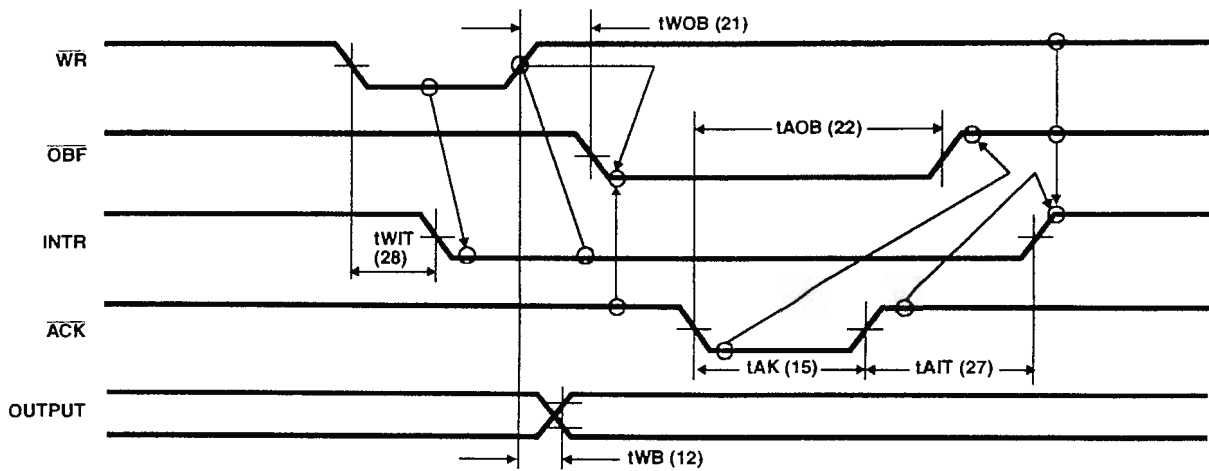 tWOB (21)
WR
tAOB (22)
OBF
INTR
tWIT
(28)
ACK
tAK (15)
tAIT (27)
OUTPUT
tWB (12)